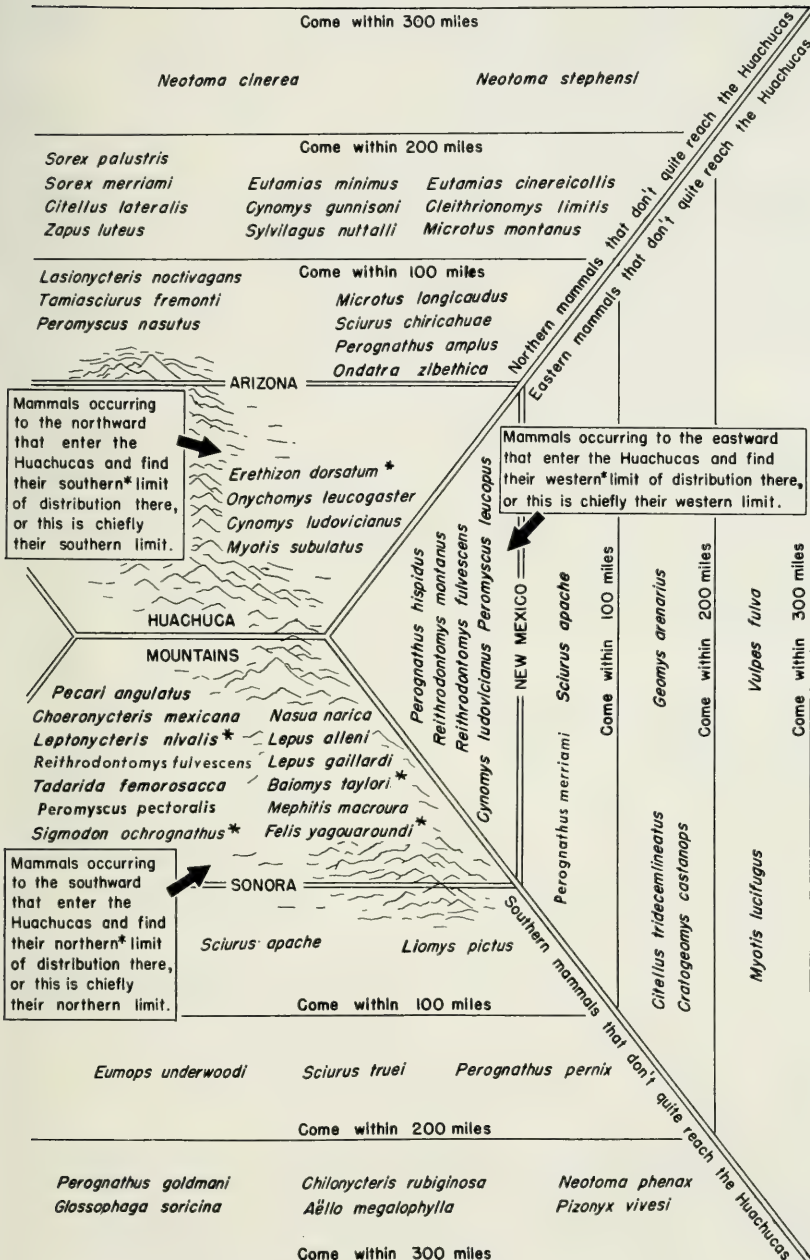 Come within 300 miles
Neotoma cinerea Neotoma stephensi
Come within 200 miles
Sorex palustris
Sorex merriami Eutamias minimus Eutamias cinereicollis
Citellus lateralis Cynomys gunnisoni Cleithrionomys limitis
Zapus luteus Sylvilagus nuttalli Microtus montanus
Come within 100 miles
Lasionycteris noctivagans
Tamiasciurus fremonti Microtus longicaudus
Peromyscus nasutus Sciurus chiricahuae
Perognathus amplus
Ondatra zibethica
Northern mammals that don't quite reach the Huachucas
Eastern mammals that don't quite reach the Huachucas
ARIZONA
Mammals occurring
to the northward
that enter the
Huachucas and find
their southern* limit
of distribution there,
or this is chiefly
their southern limit.
Erethizon dorsatum *
Onychomys leucogaster
Cynomys ludovicianus
Myotis subulatus
Mammals occurring to the eastward
that enter the Huachucas and find
their western* limit of distribution there,
or this is chiefly their western limit.
Perognathus hispidus
Reithrodontomys montanus
Reithrodontomys fulvescens
Cynomys ludovicianus Peromyscus leucopus
NEW MEXICO
Perognathus merriami Sciurus apache
Come within 100 miles
Citellus tridecemlineatus Geomys arenarius
Cratogeomys castanops
Come within 200 miles
Myotis lucifugus Vulpes fulva
Come within 300 miles
HUACHUCA
MOUNTAINS
Pecari angulatus
Choeronycteris mexicana Nasua narica
Leptonycteris nivalis * Lepus alleni
Reithrodontomys fulvescens Lepus gaillardi
Tadarida femorosacca Baiomys taylori *
Peromyscus pectoralis Mephitis macroura
Sigmodon ochrognathus * Felis yagouaroundi *
Mammals occurring
to the southward
that enter the
Huachucas and find
their northern* limit
of distribution there,
or this is chiefly
their northern limit.
SONORA
Sciurus apache Liomys pictus
Southern mammals that don't quite reach the Huachucas
Come within 100 miles
Eumops underwoodi Sciurus truei Perognathus pernix
Come within 200 miles
Perognathus goldmani Chilonycteris rubiginosa Neotoma phenax
Glossophaga soricina Aëllo megalophylla Pizonyx vivesi
Come within 300 miles